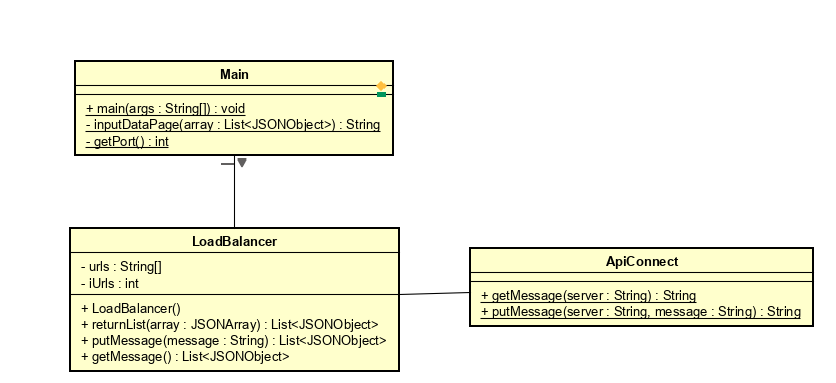 Main
+ main(args : String[]) : void
- inputDataPage(array : List<JSONObject>) : String
- getPort() : int
LoadBalancer
- urls : String[]
- iUrls : int
+ LoadBalancer()
+ returnList(array : JSONArray) : List<JSONObject>
+ putMessage(message : String) : List<JSONObject>
+ getMessage() : List<JSONObject>
ApiConnect
+ getMessage(server : String) : String
+ putMessage(server : String, message : String) : String